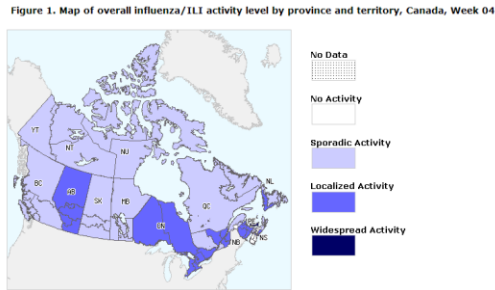 Figure 1. Map of overall influenza/ILI activity level by province and territory, Canada, Week 04
No Data
No Activity
Sporadic Activity
Localized Activity
Widespread Activity
YT
NT
NU
BC
AB
SK
MB
ON
QC
NL
NB
NS